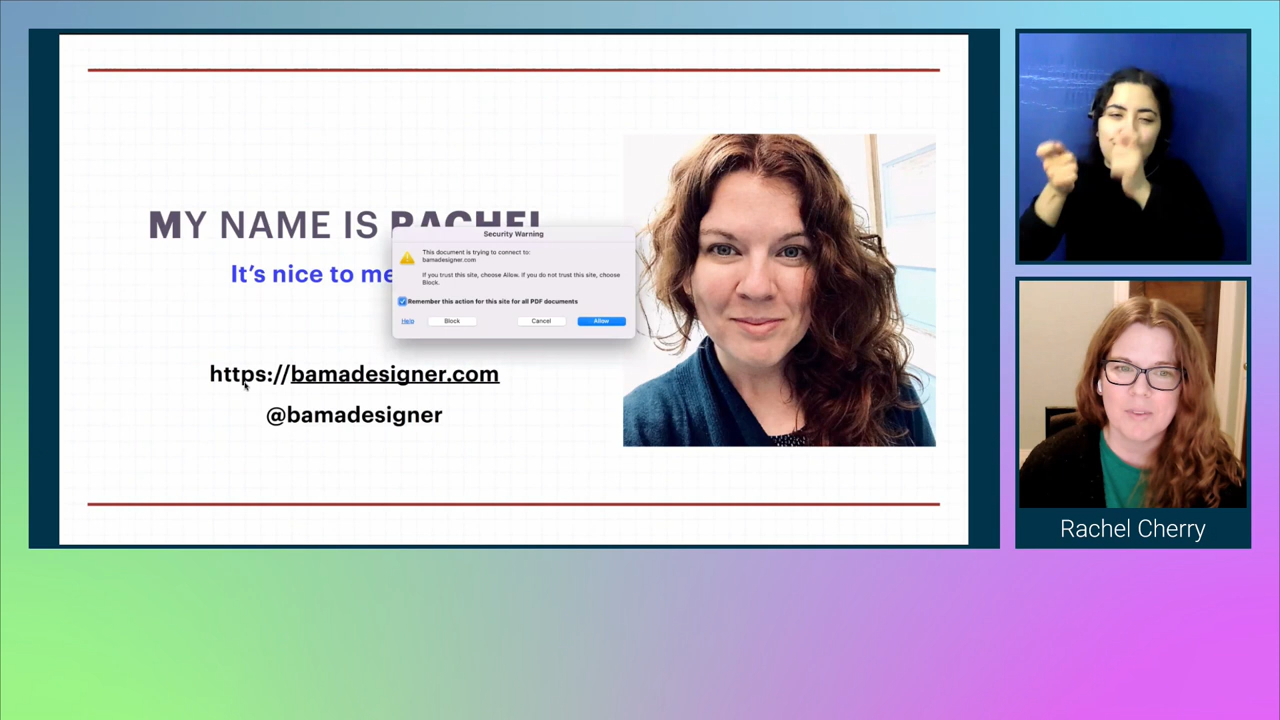 MY NAME IS RACHEL
It's nice to me
Security Warning
This document is trying to connect to:
bamadesigner.com
If you trust this site, choose Allow. If you do not trust this site, choose
Block.
Remember this action for this site for all PDF documents
Help Block Cancel Allow
https://bamadesigner.com
@bamadesigner
Rachel Cherry